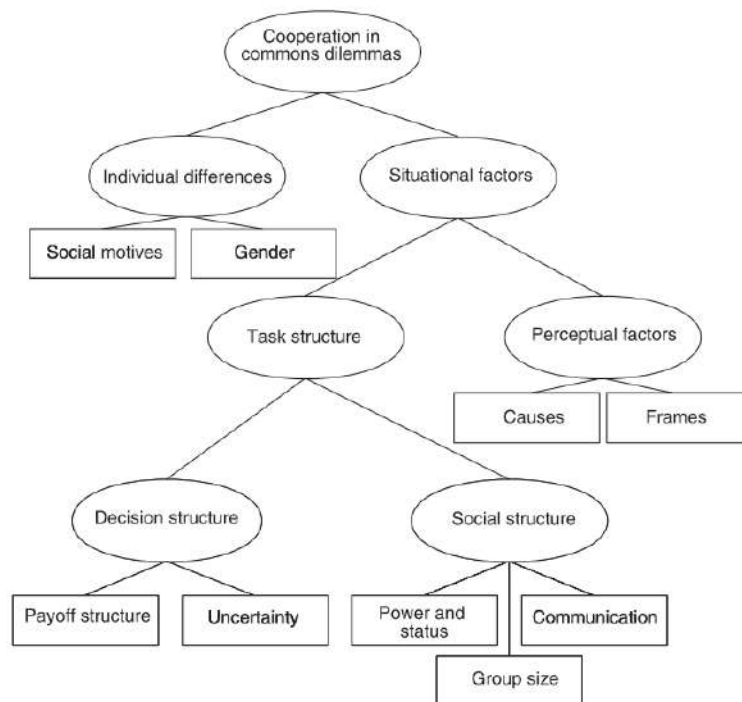 Cooperation in
commons dilemmas
Individual differences
Situational factors
Social motives
Gender
Task structure
Perceptual factors
Causes
Frames
Decision structure
Social structure
Payoff structure
Uncertainty
Power and
status
Communication
Group size